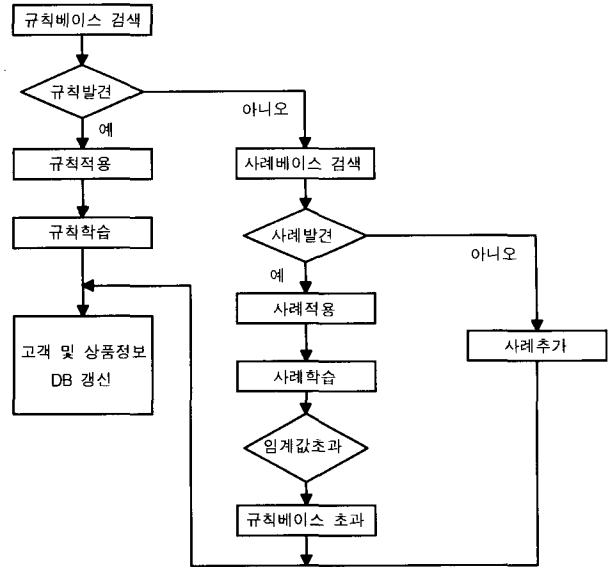 규칙베이스 검색
규칙발견
아니오
예
규칙적용
사례베이스 검색
규칙학습
사례발견
아니오
예
사례적용
고객 및 상품정보
DB 갱신
사례추가
사례학습
임계값초과
규칙베이스 초과